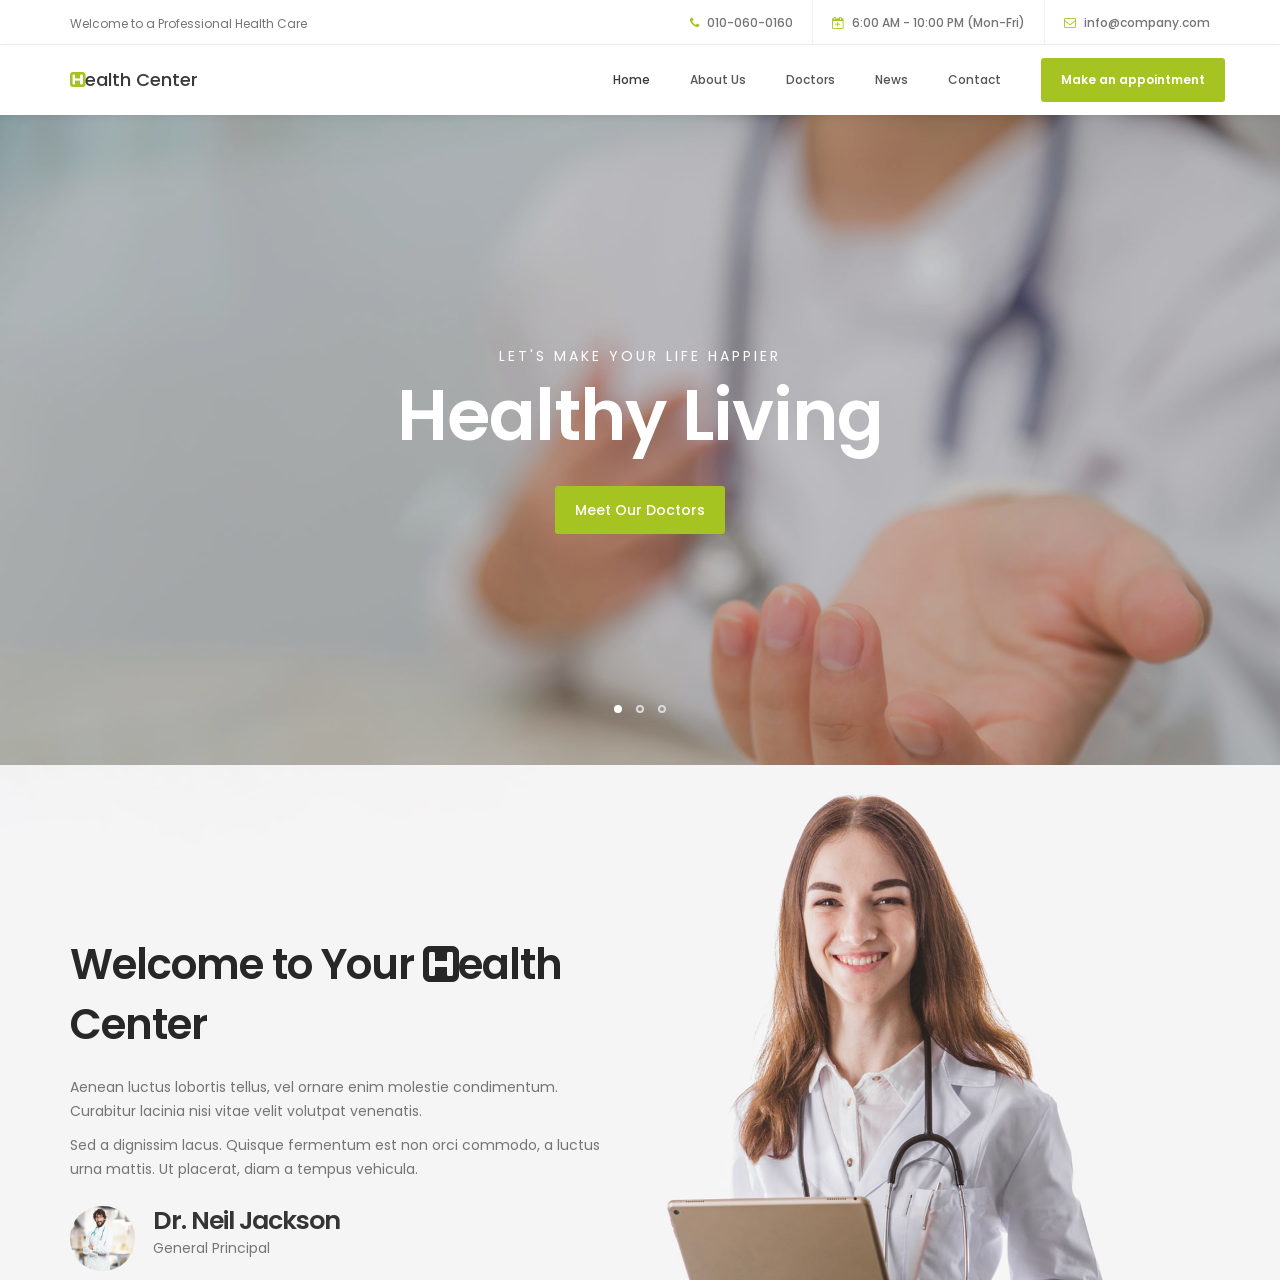 Welcome to a Professional Health Care
010-060-0160
6:00 AM - 10:00 PM (Mon-Fri)
info@company.com
Health Center
Home
About Us
Doctors
News
Contact
Make an appointment
LET'S MAKE YOUR LIFE HAPPIER
Healthy Living
Meet Our Doctors
Welcome to Your Health
Center
Aenean luctus lobortis tellus, vel ornare enim molestie condimentum.
Curabitur lacinia nisi vitae velit volutpat venenatis.
Sed a dignissim lacus. Quisque fermentum est non orci commodo, a luctus
urna mattis. Ut placerat, diam a tempus vehicula.
Dr. Neil Jackson
General Principal